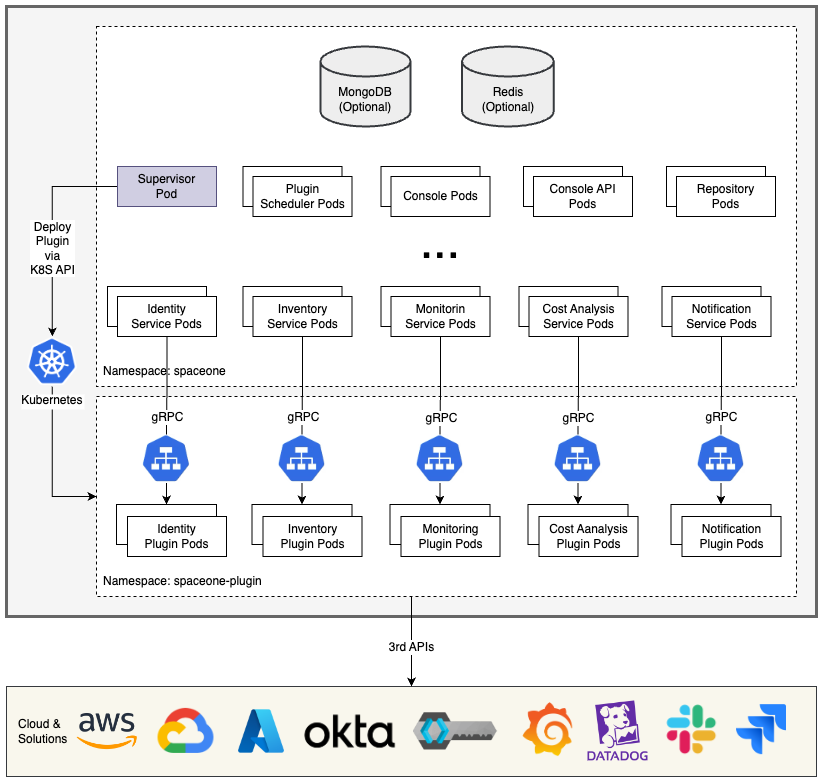 MongoDB
(Optional)
Redis
(Optional)
Supervisor
Pod
Plugin
Scheduler Pods
Console Pods
Console API
Pods
Repository
Pods
Deploy
Plugin
via
K8S API
...
Identity
Service Pods
Inventory
Service Pods
Monitorin
Service Pods
Cost Analysis
Service Pods
Notification
Service Pods
Namespace: spaceone
Kubernetes
gRPC
gRPC
gRPC
gRPC
gRPC
Identity
Plugin Pods
Inventory
Plugin Pods
Monitoring
Plugin Pods
Cost Aanalysis
Plugin Pods
Notification
Plugin Pods
Namespace: spaceone-plugin
3rd APIs
Cloud &
Solutions
aws
okta
DATADOG